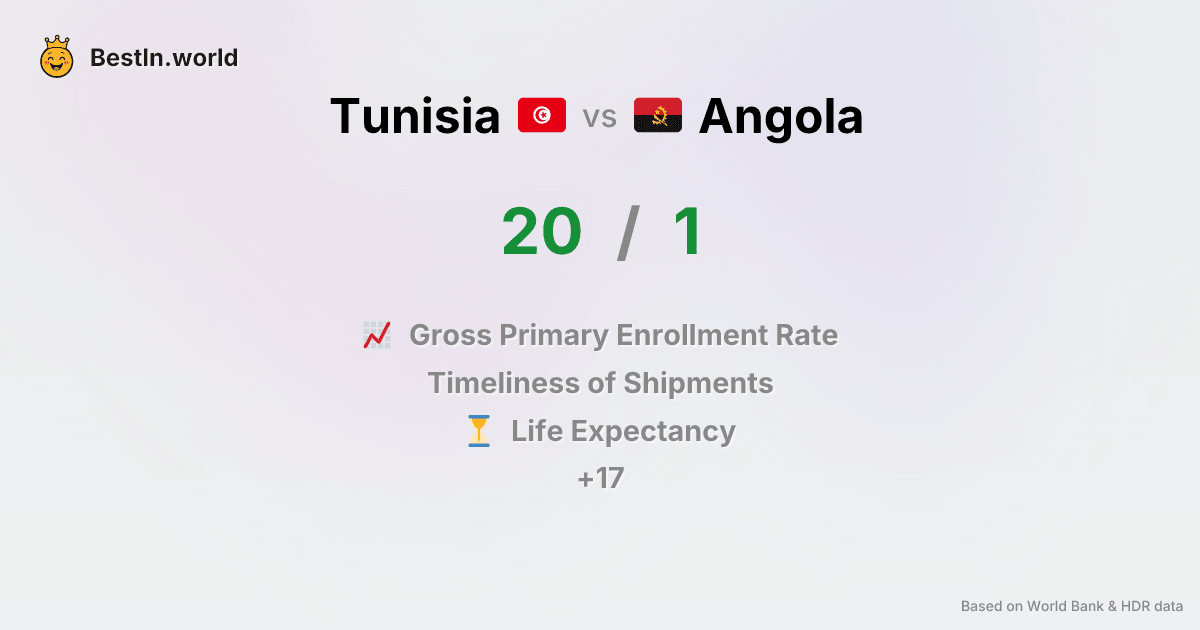 BestIn.world
Tunisia vs Angola
20 / 1
Gross Primary Enrollment Rate
Timeliness of Shipments
Life Expectancy
+17
Based on World Bank & HDR data